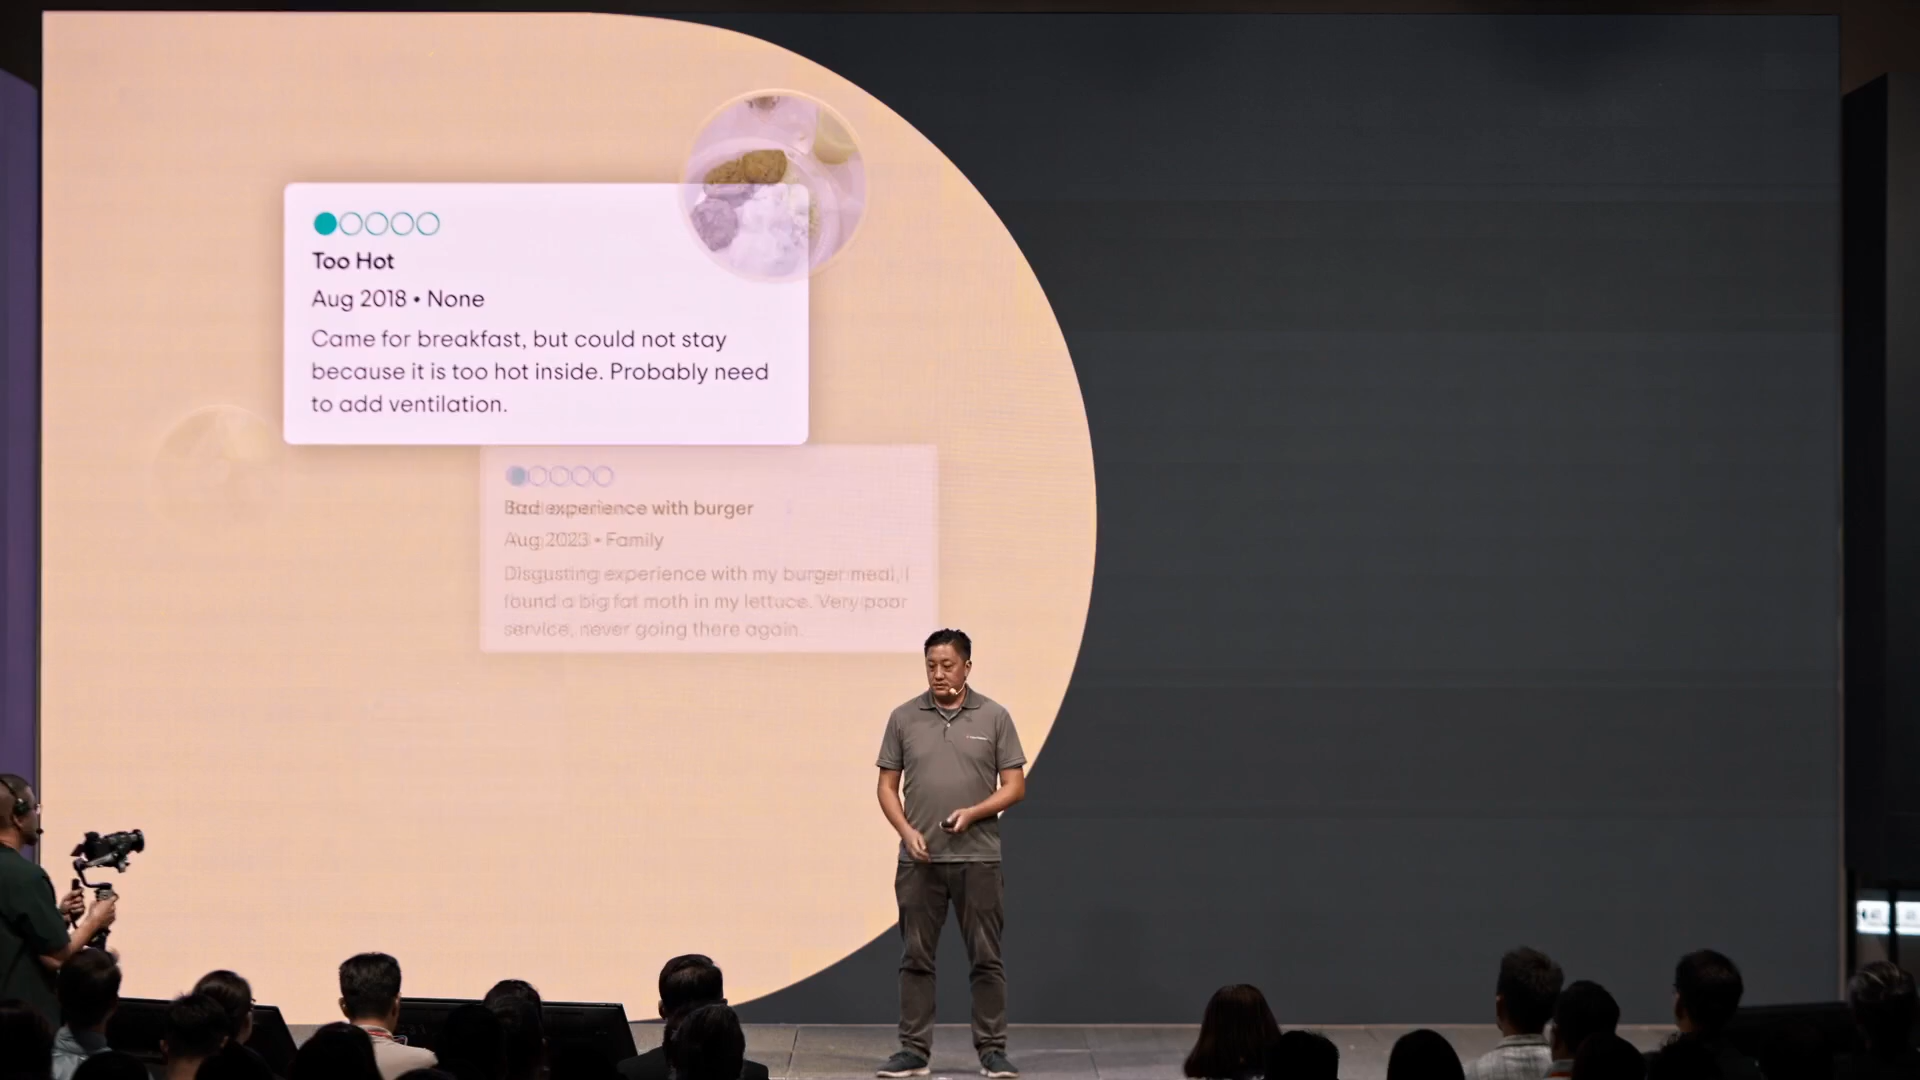 Too Hot
Aug 2018 • None
Came for breakfast, but could not stay
because it is too hot inside. Probably need
to add ventilation.
Bad experience with burger
Aug 2023 • Family
Disgusting experience with my burger meal, I
found a big fat moth in my lettuce. Very poor
service, never going there again.